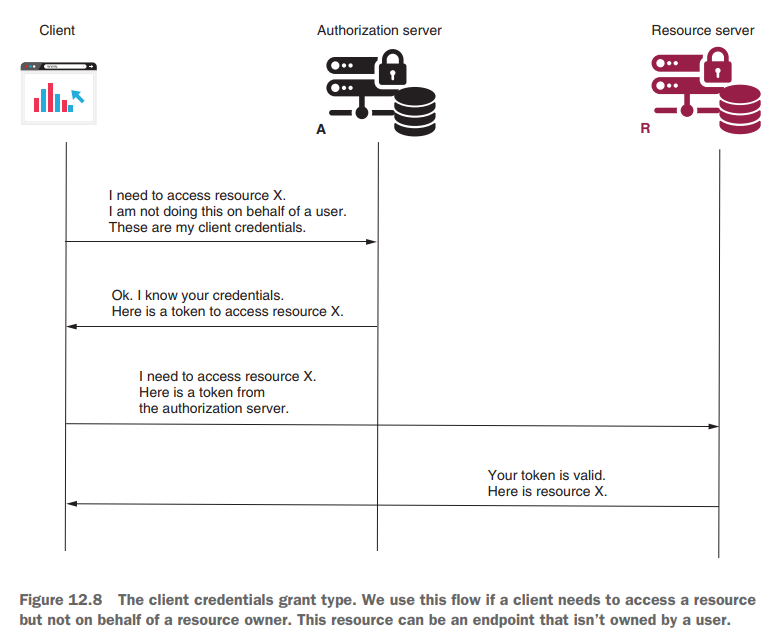 Client
Authorization server
Resource server
A
R
I need to access resource X.
I am not doing this on behalf of a user.
These are my client credentials.
Ok. I know your credentials.
Here is a token to access resource X.
I need to access resource X.
Here is a token from
the authorization server.
Your token is valid.
Here is resource X.
Figure 12.8 The client credentials grant type. We use this flow if a client needs to access a resource
but not on behalf of a resource owner. This resource can be an endpoint that isn't owned by a user.